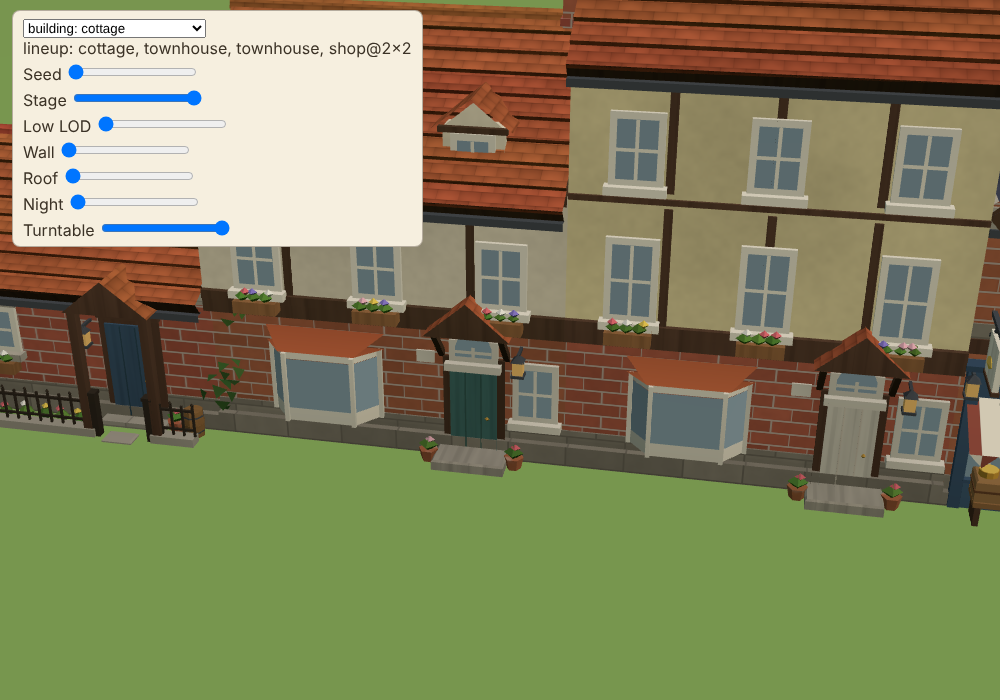 building: cottage
lineup: cottage, townhouse, townhouse, shop@2×2
Seed
Stage
Low LOD
Wall
Roof
Night
Turntable